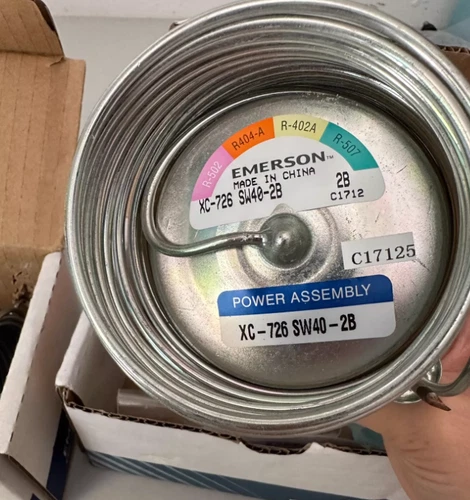 R-502 R404-A R-402A R-507
EMERSON™
MADE IN CHINA
XC-726 SW40-2B 2B
C1712
C17125
POWER ASSEMBLY
XC-726 SW40-2B